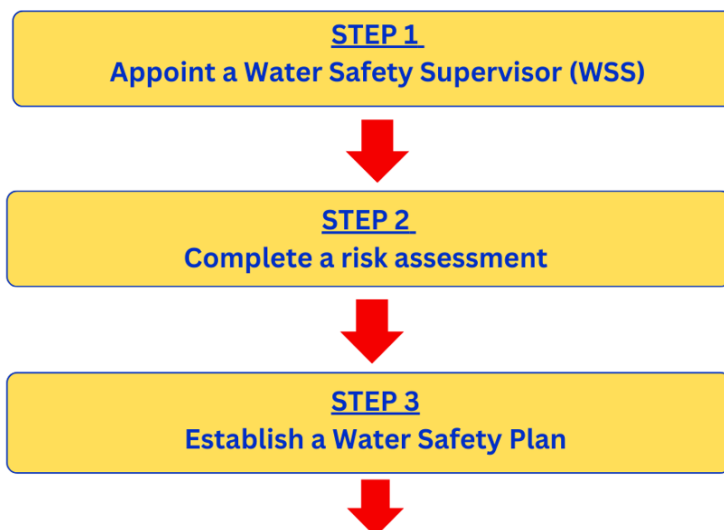 STEP 1
Appoint a Water Safety Supervisor (WSS)
STEP 2
Complete a risk assessment
STEP 3
Establish a Water Safety Plan